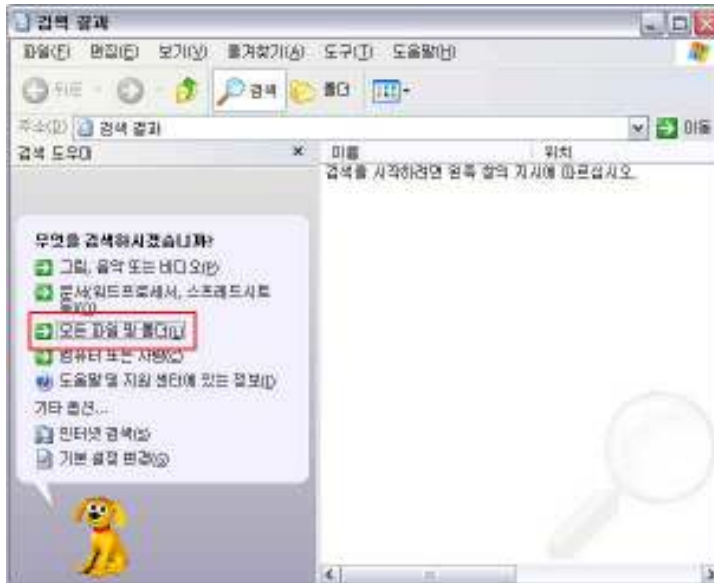 검색 결과
파일(F) 편집(E) 보기(V) 즐겨찾기(A) 도구(T) 도움말(H)
뒤로 검색 폴더
주소(D) 검색 결과 이동
검색 도우미 이름 위치
검색을 시작하려면 왼쪽 창의 지시에 따르십시오.
무엇을 검색하시겠습니까?
그림, 음악 또는 비디오(P)
문서(워드프로세서, 스프레드시트
등)(O)
모든 파일 및 폴더(L)
컴퓨터 또는 사람(C)
도움말 및 지원 센터에 있는 정보(I)
기타 옵션...
인터넷 검색(S)
기본 설정 변경(G)